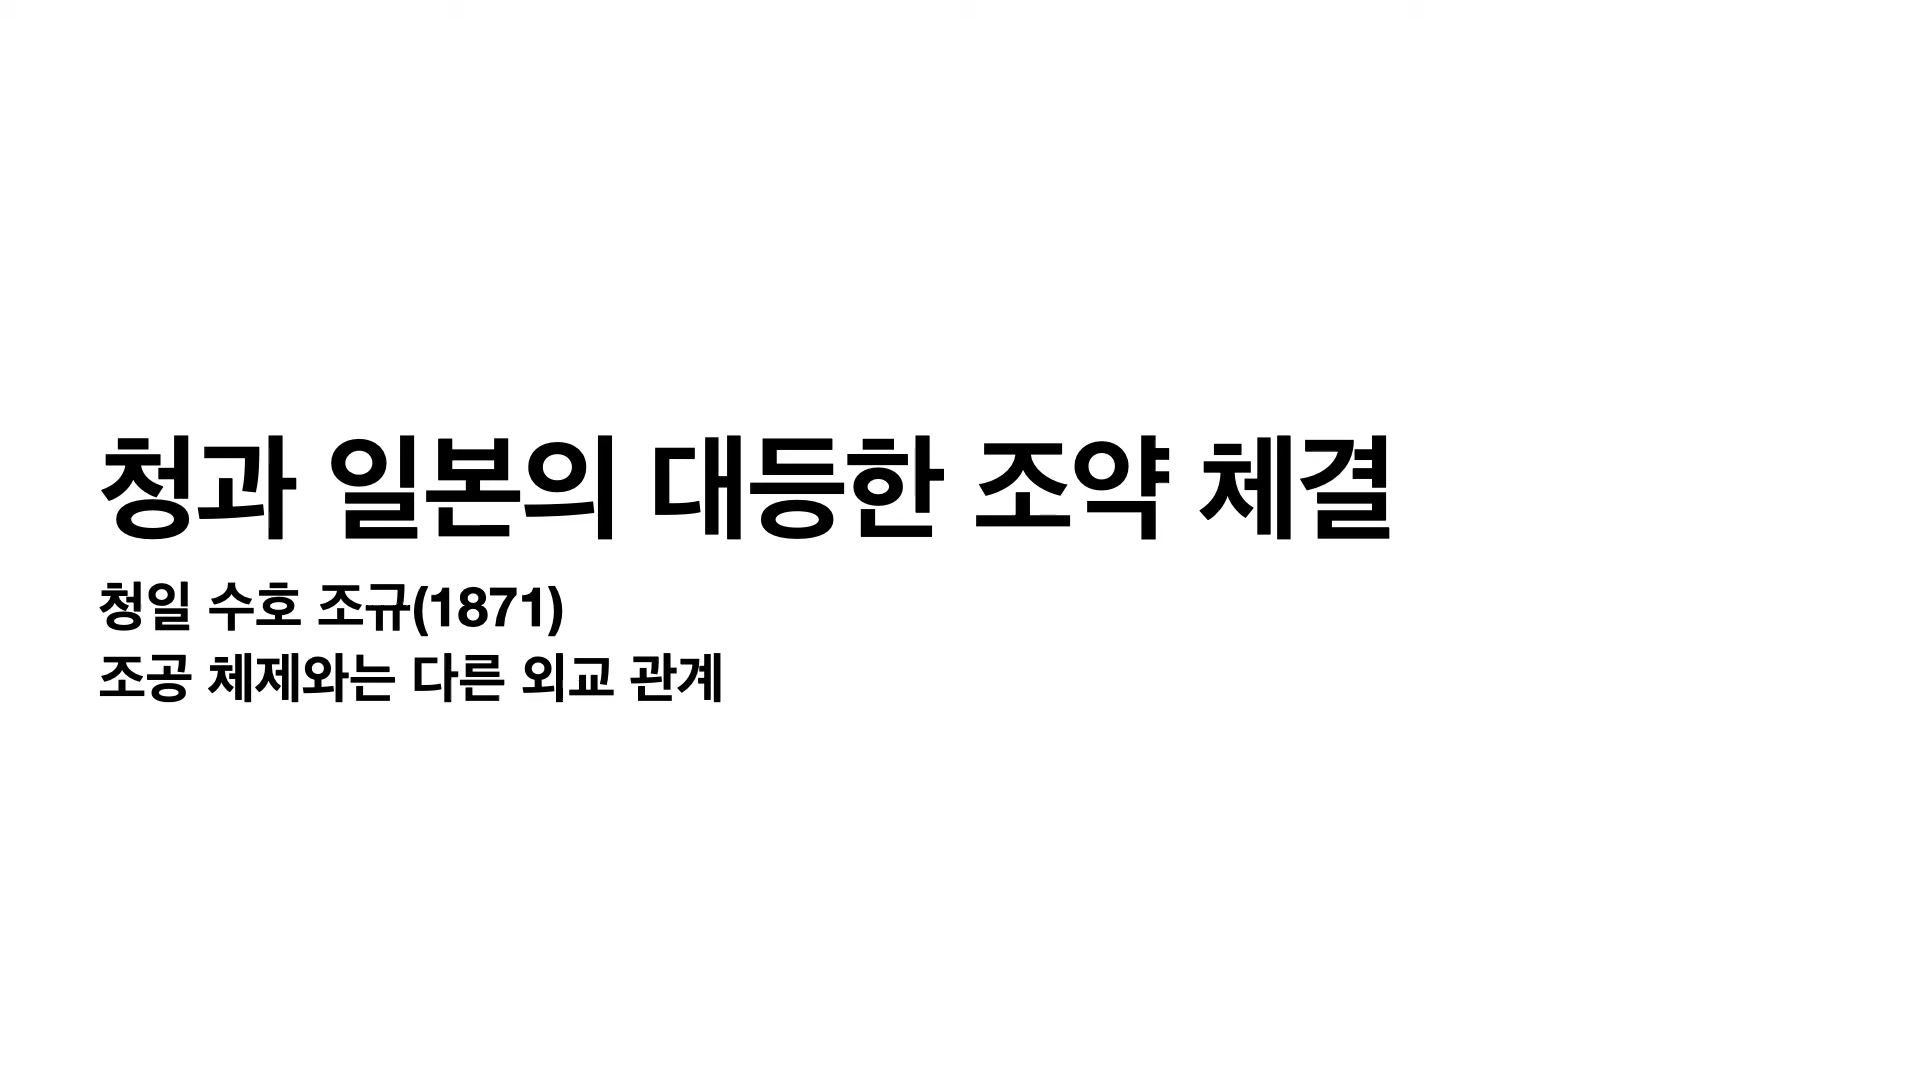 청과 일본의 대등한 조약 체결
청일 수호 조규(1871)
조공 체제와는 다른 외교 관계